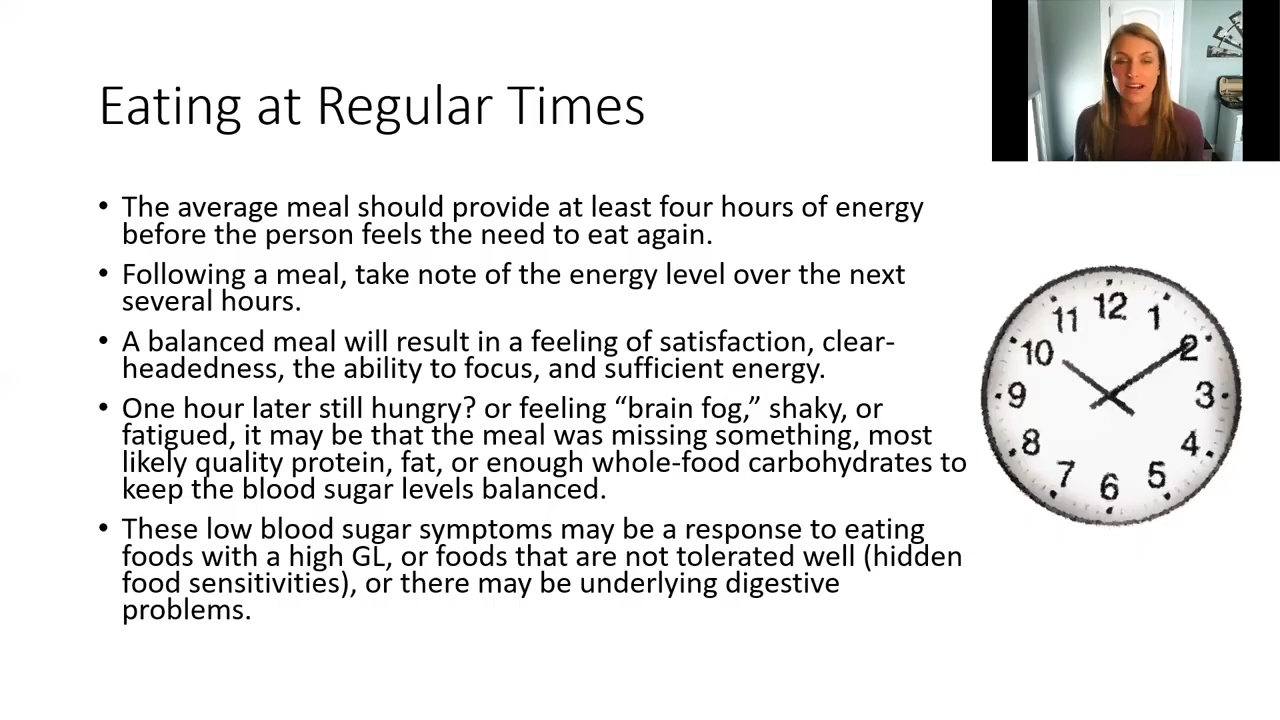 Eating at Regular Times
• The average meal should provide at least four hours of energy
before the person feels the need to eat again.
• Following a meal, take note of the energy level over the next
several hours.
• A balanced meal will result in a feeling of satisfaction, clear-
headedness, the ability to focus, and sufficient energy.
• One hour later still hungry? or feeling “brain fog,” shaky, or
fatigued, it may be that the meal was missing something, most
likely quality protein, fat, or enough whole-food carbohydrates to
keep the blood sugar levels balanced.
• These low blood sugar symptoms may be a response to eating
foods with a high GL, or foods that are not tolerated well (hidden
food sensitivities), or there may be underlying digestive
problems.
12
1
2
3
4
5
6
7
8
9
10
11